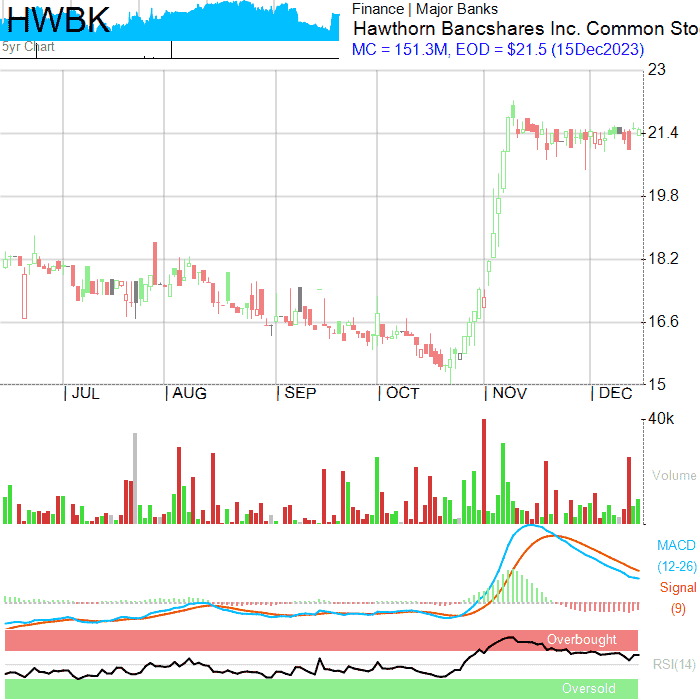 HWBK
5yr Chart
Finance | Major Banks
Hawthorn Bancshares Inc. Common Sto
MC = 151.3M, EOD = $21.5 (15Dec2023)
23
21.4
19.8
18.2
16.6
15
JUL AUG SEP OCT NOV DEC
40k
Volume
MACD
(12-26)
Signal
(9)
Overbought
RSI(14)
Oversold